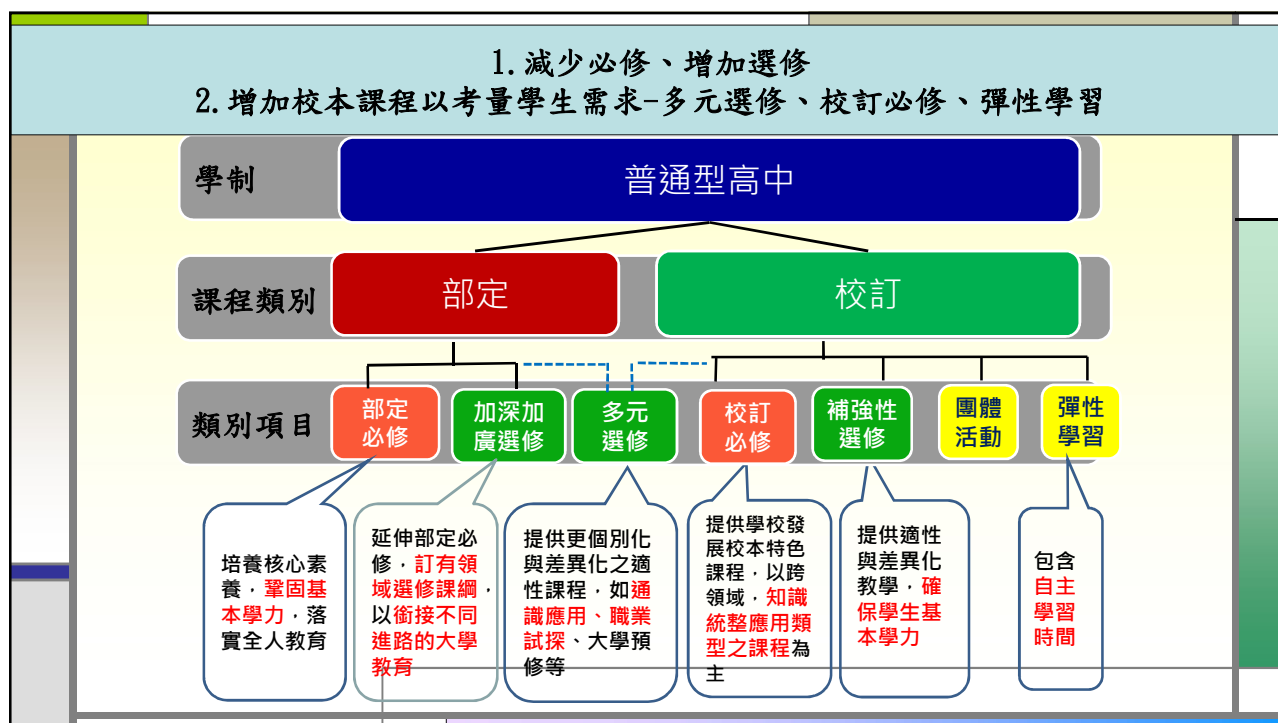 1.減少必修、增加選修
2.增加校本課程以考量學生需求-多元選修、校訂必修、彈性學習
學制
普通型高中
課程類別
部定
校訂
類別項目
部定
必修
加深加
廣選修
多元
選修
校訂
必修
補強性
選修
團體
活動
彈性
學習
培養核心素
養，鞏固基
本學力，落
實全人教育
延伸部定必
修，訂有領
域選修課綱，
以銜接不同
進路的大學
教育
提供更個別化
與差異化之適
性課程，如通
識應用、職業
試探、大學預
修等
提供學校發
展校本特色
課程，以跨
領域，知識
統整應用類
型之課程為
主
提供適性
與差異化
教學，確
保學生基
本學力
包含
自主
學習
時間